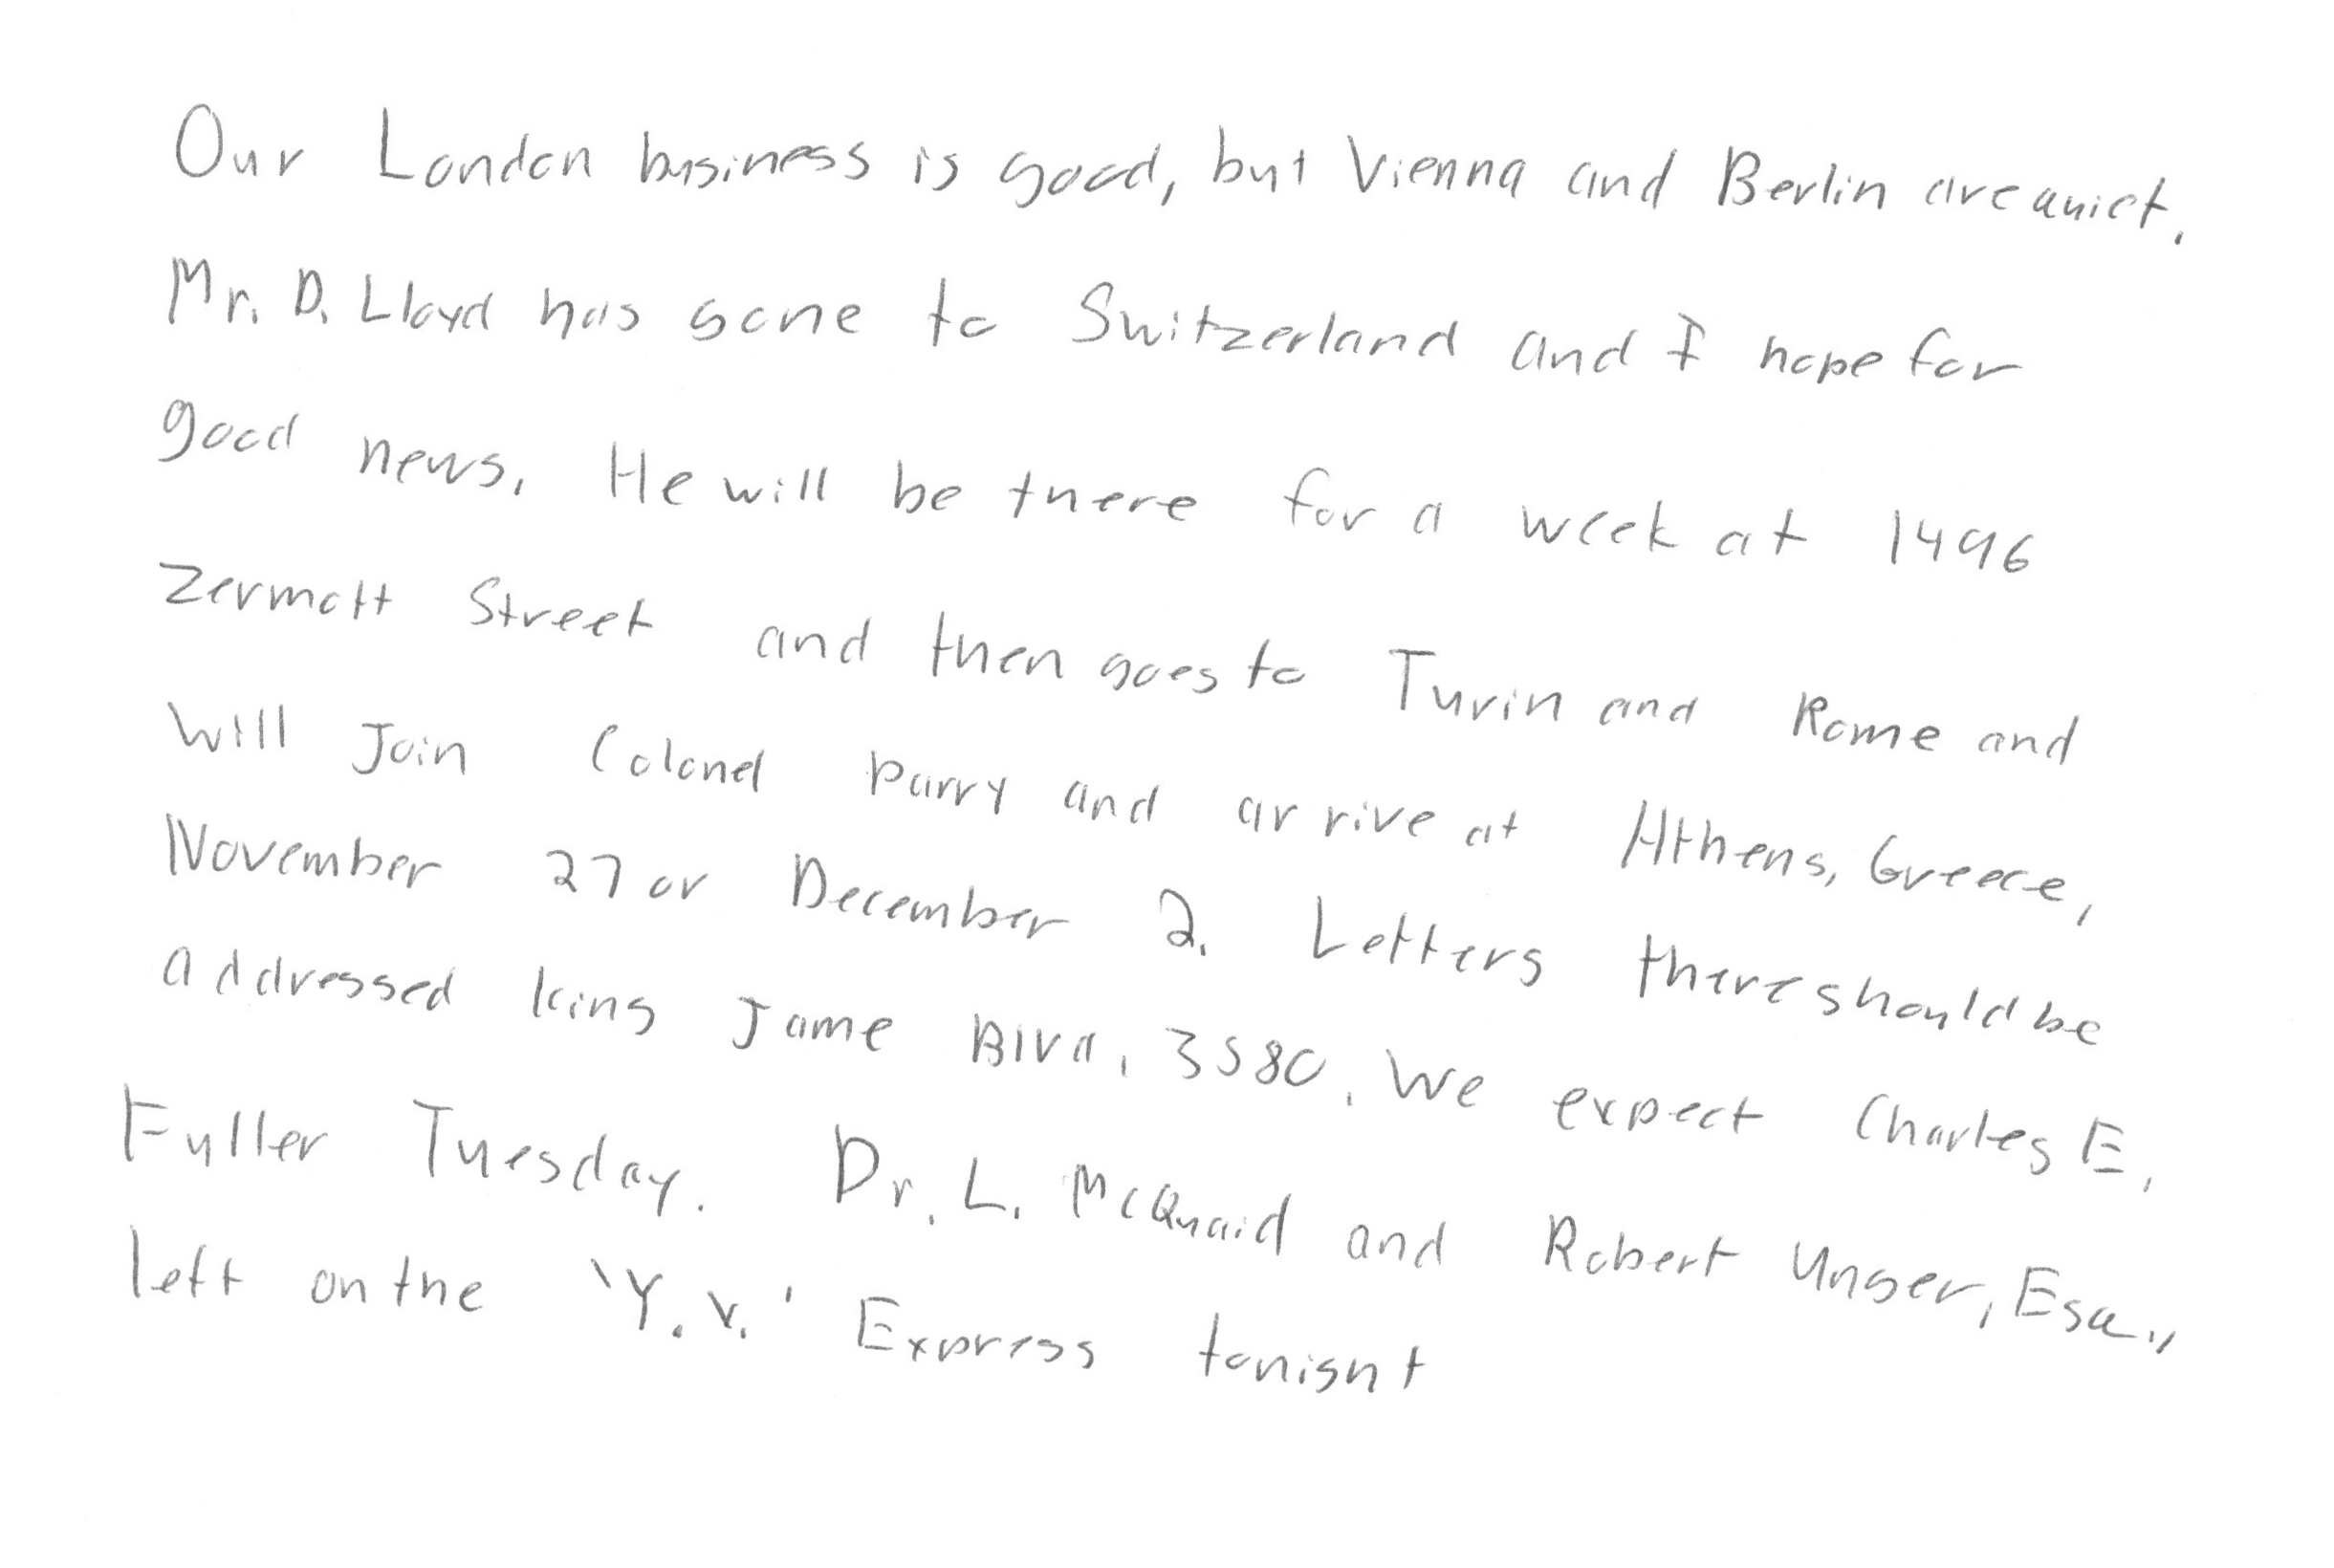 Our London business is good, but Vienna and Berlin are quiet.
Mr. D. Lloyd has gone to Switzerland and I hope for
good news. He will be there for a week at 1496
Zermott Street and then goes to Turin and Rome and
will Join Colonel Parry and arrive at Athens, Greece,
November 27 or December 2. Letters there should be
addressed King Jame Blvd. 3580. We expect Charles E.
Fuller Tuesday. Dr. L. McQuaid and Robert Unger, Esq.,
left on the 'Y.X.' Express tonight